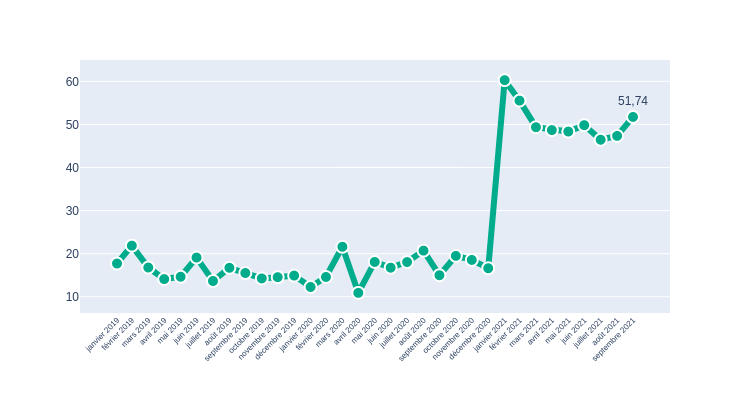 60
50
40
30
20
10
51,74
janvier 2019
février 2019
mars 2019
avril 2019
mai 2019
juin 2019
juillet 2019
août 2019
septembre 2019
octobre 2019
novembre 2019
décembre 2019
janvier 2020
février 2020
mars 2020
avril 2020
mai 2020
juin 2020
juillet 2020
août 2020
septembre 2020
octobre 2020
novembre 2020
décembre 2020
janvier 2021
février 2021
mars 2021
avril 2021
mai 2021
juin 2021
juillet 2021
août 2021
septembre 2021